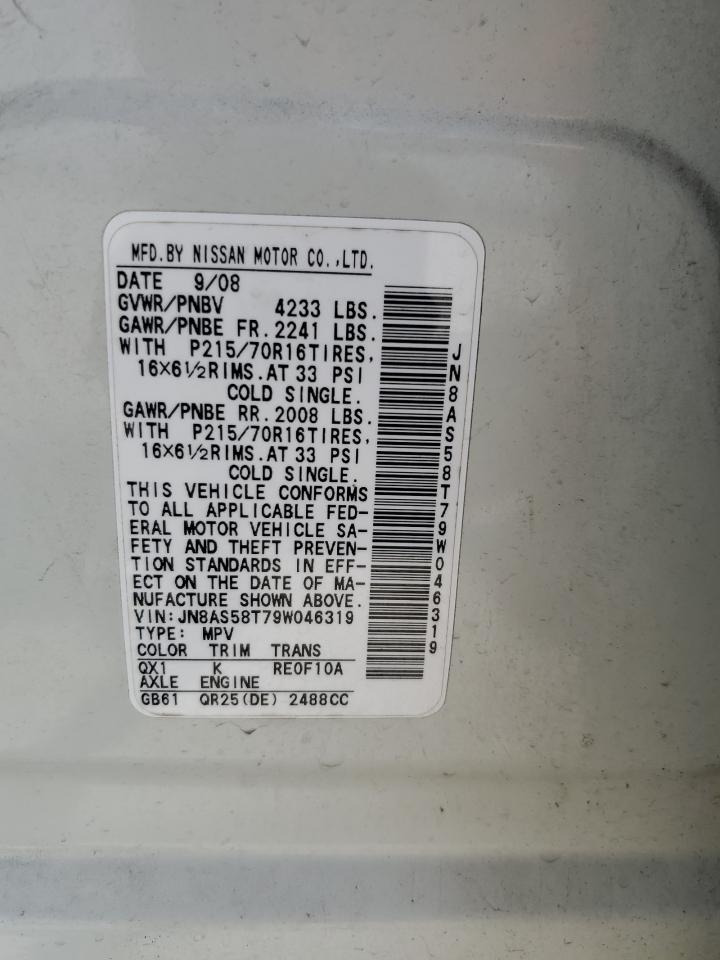 MFD.BY NISSAN MOTOR CO.,LTD.
DATE 9/08
GVWR/PNBV 4233 LBS.
GAWR/PNBE FR.2241 LBS.
WITH P215/70R16TIRES,
16×6½RIMS.AT 33 PSI
COLD SINGLE.
GAWR/PNBE RR.2008 LBS.
WITH P215/70R16TIRES,
16×6½RIMS.AT 33 PSI
COLD SINGLE.
THIS VEHICLE CONFORMS
TO ALL APPLICABLE FED-
ERAL MOTOR VEHICLE SA-
FETY AND THEFT PREVEN-
TION STANDARDS IN EFF-
ECT ON THE DATE OF MA-
NUFACTURE SHOWN ABOVE.
VIN:JN8AS58T79W046319
TYPE: MPV
COLOR TRIM TRANS
QX1 K RE0F10A
AXLE ENGINE
GB61 QR25(DE) 2488CC
JN8AS58T79W046319